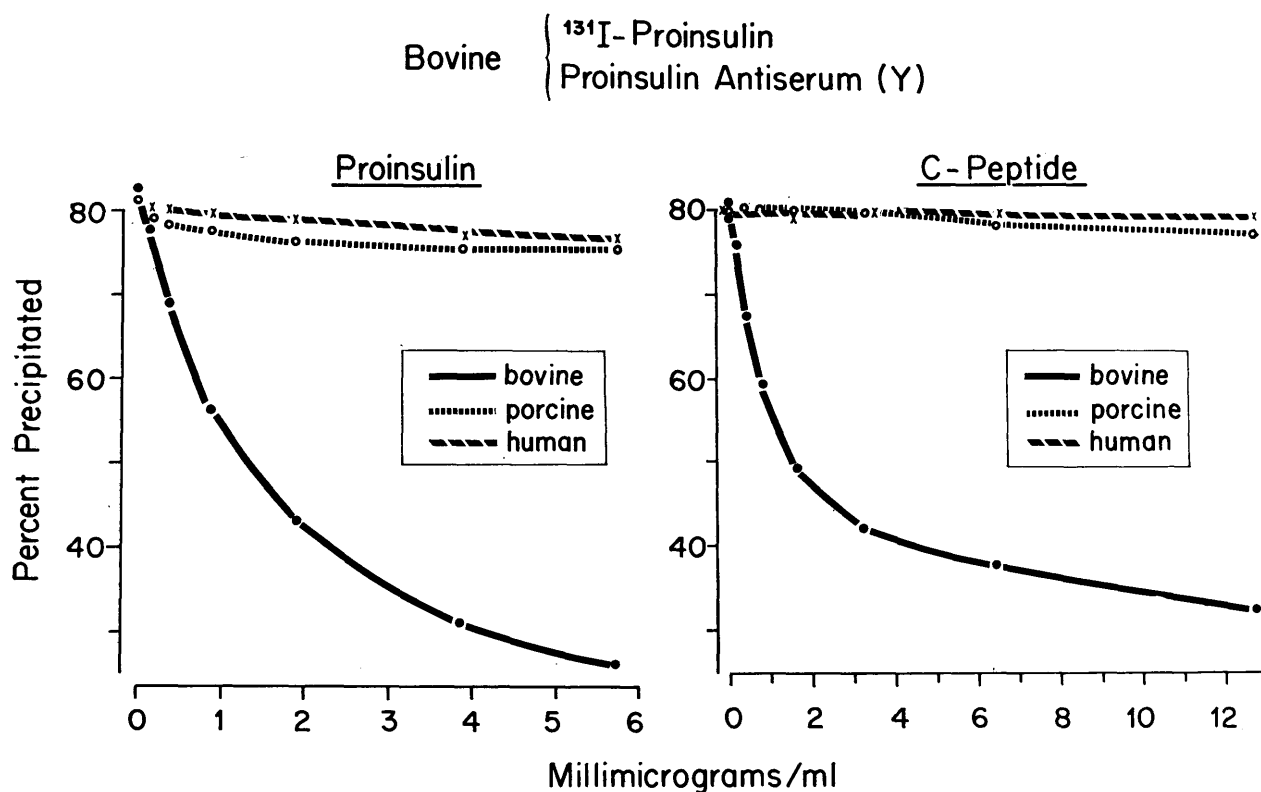 Bovine
¹³¹I-Proinsulin
Proinsulin Antiserum (Y)
Proinsulin
C-Peptide
Percent Precipitated
80
60
40
bovine
porcine
human
0 1 2 3 4 5 6
80
60
40
bovine
porcine
human
0 2 4 6 8 10 12
Millimicrograms/ml